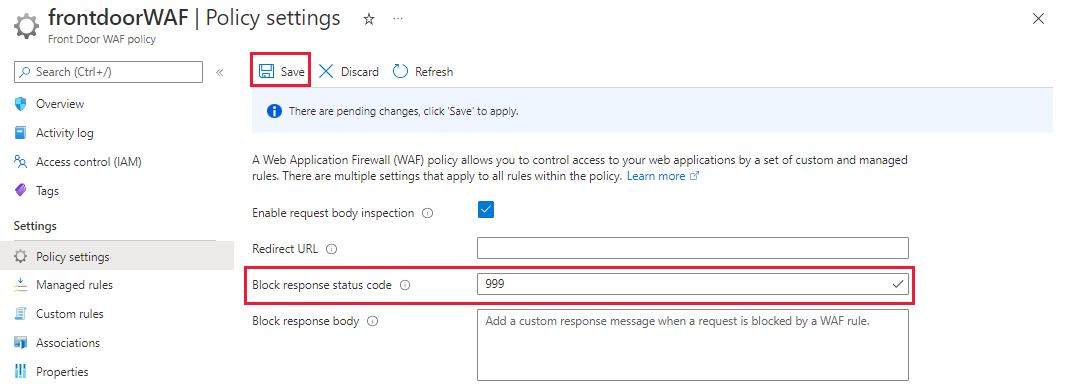 frontdoorWAF | Policy settings ☆ ···
Front Door WAF policy
Search (Ctrl+/) «
Overview
Activity log
Access control (IAM)
Tags
Settings
Policy settings
Managed rules
Custom rules
Associations
Properties
Save Discard Refresh
There are pending changes, click 'Save' to apply.
A Web Application Firewall (WAF) policy allows you to control access to your web applications by a set of custom and managed
rules. There are multiple settings that apply to all rules within the policy. Learn more
Enable request body inspection
Redirect URL
Block response status code 999
Block response body Add a custom response message when a request is blocked by a WAF rule.